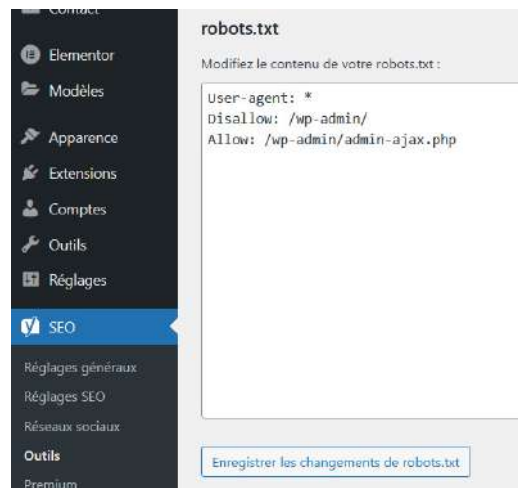 Contact
Elementor
Modèles
Apparence
Extensions
Comptes
Outils
Réglages
SEO
Réglages généraux
Réglages SEO
Réseaux sociaux
Outils
Premium
robots.txt
Modifiez le contenu de votre robots.txt :
User-agent: *
Disallow: /wp-admin/
Allow: /wp-admin/admin-ajax.php
Enregistrer les changements de robots.txt